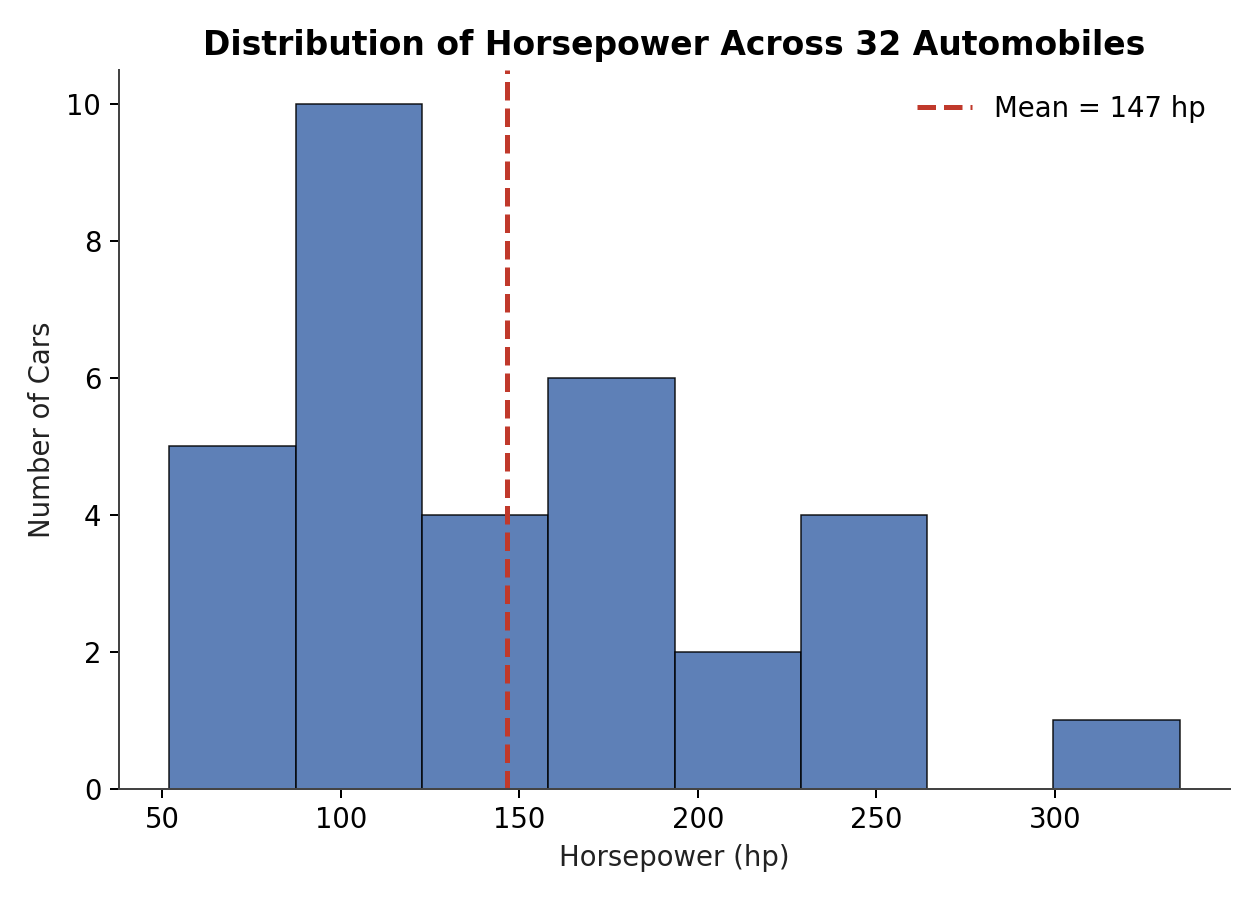 Distribution of Horsepower Across 32 Automobiles
Mean = 147 hp
Number of Cars
10
8
6
4
2
0
50 100 150 200 250 300
Horsepower (hp)